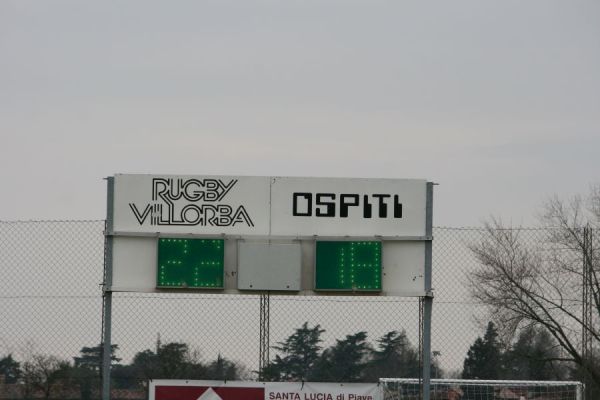 RUGBY
VILLORBA
OSPITI
22
18
SANTA LUCIA di Piave